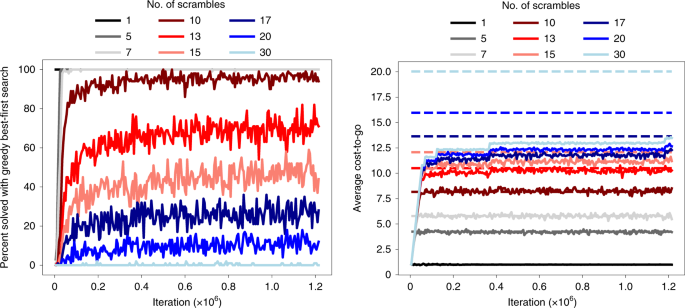 No. of scrambles
1 10 17
5 13 20
7 15 30
Percent solved with greedy best-first search
100
80
60
40
20
0
0 0.2 0.4 0.6 0.8 1.0 1.2
Iteration (×10⁶)
No. of scrambles
1 10 17
5 13 20
7 15 30
Average cost-to-go
20.0
17.5
15.0
12.5
10.0
7.5
5.0
2.5
0
0 0.2 0.4 0.6 0.8 1.0 1.2
Iteration (×10⁶)